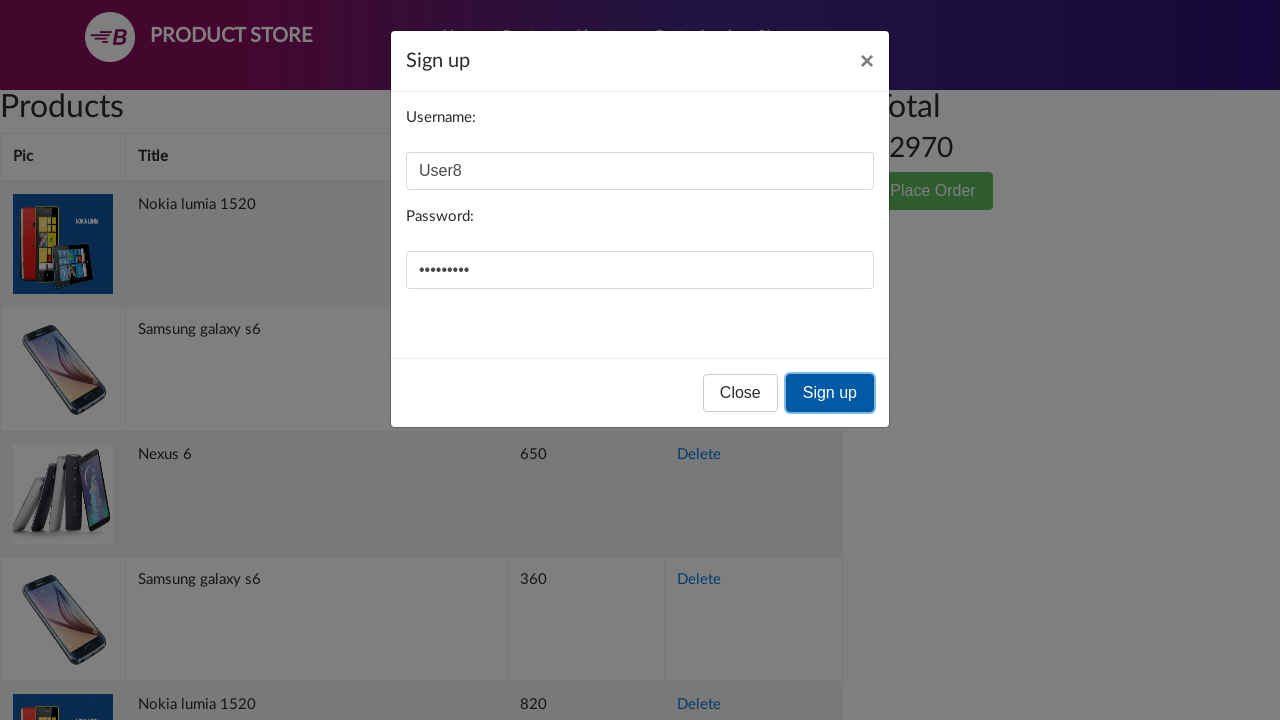 PRODUCT STORE
Sign up
×
Username:
User8
Password:
•••••••••
Close
Sign up
Products
Pic
Title
Nokia lumia 1520
Samsung galaxy s6
Nexus 6
650
Delete
Samsung galaxy s6
360
Delete
Nokia lumia 1520
820
Delete
2970
Place Order